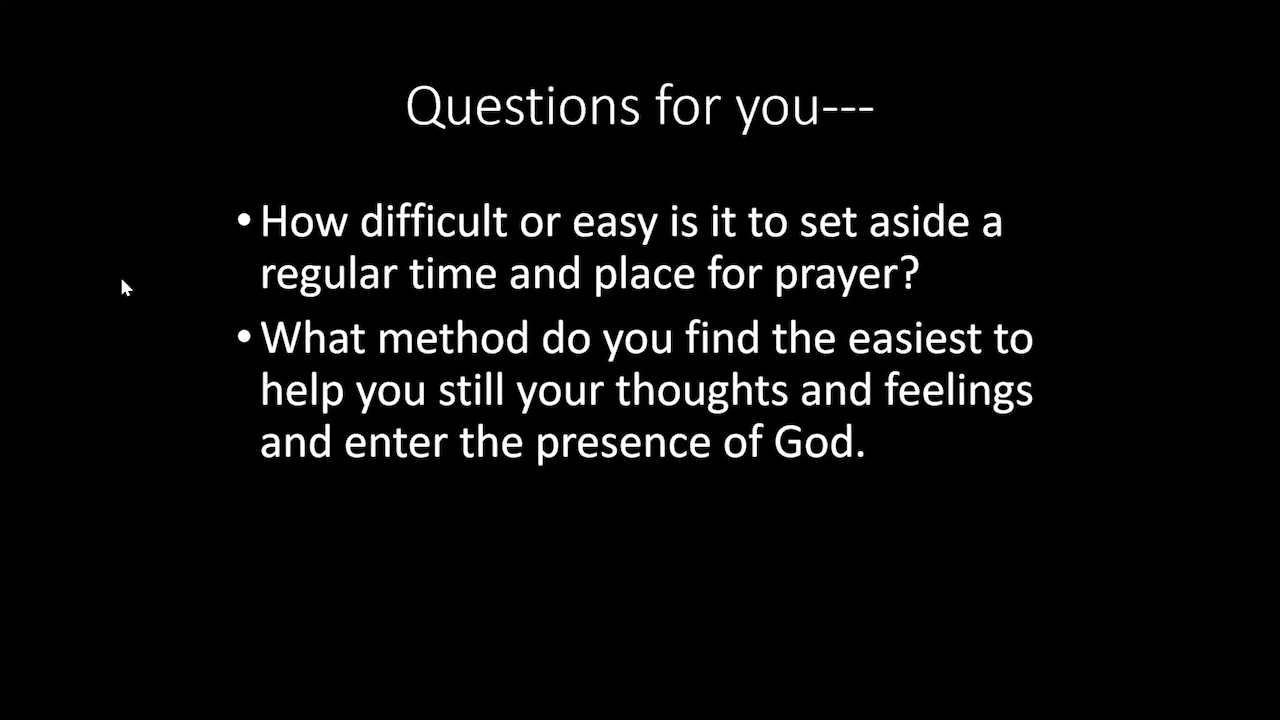 Questions for you---
• How difficult or easy is it to set aside a
regular time and place for prayer?
• What method do you find the easiest to
help you still your thoughts and feelings
and enter the presence of God.